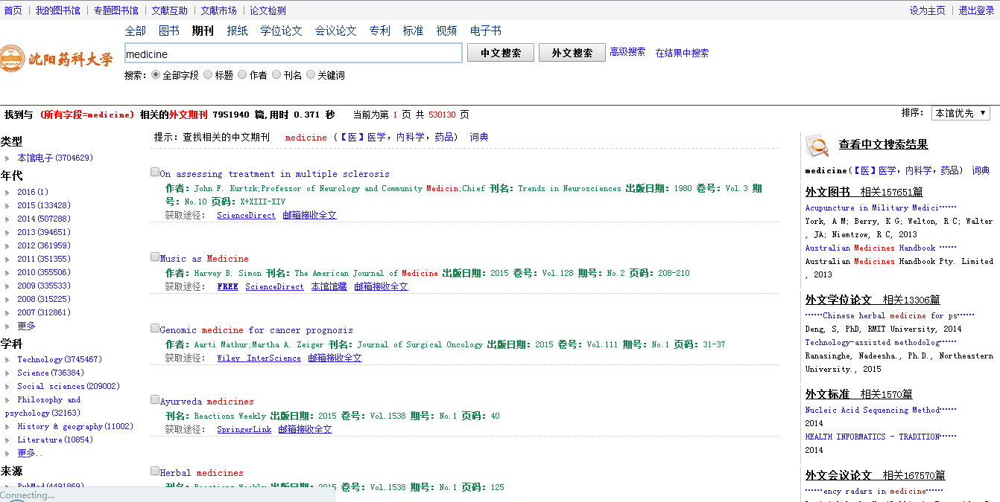 首页 | 我的图书馆 | 专题图书馆 | 文献互助 | 文献市场 | 论文检测
设为主页 | 退出登录
全部 图书 期刊 报纸 学位论文 会议论文 专利 标准 视频 电子书
沈阳药科大学
medicine
中文搜索 外文搜索 高级搜索 在结果中搜索
搜索: 全部字段 标题 作者 刊名 关键词
找到与 (所有字段=medicine) 相关的外文期刊 7951940 篇,用时 0.371 秒 当前为第 1 页 共 530130 页
排序: 本馆优先
类型
本馆电子(3704629)
年代
2016(1)
2015(133428)
2014(507288)
2013(394651)
2012(361959)
2011(351355)
2010(355506)
2009(335533)
2008(315225)
2007(312861)
更多
学科
Technology(3745467)
Science(736384)
Social sciences(209002)
Philosophy and
psychology(32163)
History & geography(11002)
Literature(10854)
更多..
来源
PubMed(4491869)
Connecting...
提示: 查找相关的中文期刊 medicine (【医】医学, 内科学, 药品) 词典
On assessing treatment in multiple sclerosis
作者: John F. Kurtzk;Professor of Neurology and Community Medicin;Chief 刊名: Trends in Neurosciences 出版日期: 1980 卷号: Vol.3 期
号: No.10 页码: X+XIII-XIV
获取途径: ScienceDirect 邮箱接收全文
Music as Medicine
作者: Harvey B. Simon 刊名: The American Journal of Medicine 出版日期: 2015 卷号: Vol.128 期号: No.2 页码: 208-210
获取途径: FREE ScienceDirect 本馆馆藏 邮箱接收全文
Genomic medicine for cancer prognosis
作者: Aarti Mathur;Martha A. Zeiger 刊名: Journal of Surgical Oncology 出版日期: 2015 卷号: Vol.111 期号: No.1 页码: 31-37
获取途径: Wiley InterScience 邮箱接收全文
Ayurveda medicines
刊名: Reactions Weekly 出版日期: 2015 卷号: Vol.1538 期号: No.1 页码: 40
获取途径: SpringerLink 邮箱接收全文
Herbal medicines
刊名: Reactions Weekly 出版日期: 2015 卷号: Vol.1538 期号: No.1 页码: 125
查看中文搜索结果
medicine(【医】医学, 内科学, 药品) 词典
外文图书 相关157651篇
Acupuncture in Military Medici······
York, A M; Berry, K G; Welton, R C; Walter
, JA; Niemtzow, R C, 2013
Australian Medicines Handbook ······
Australian Medicines Handbook Pty. Limited
, 2013
外文学位论文 相关13306篇
······Chinese herbal medicine for ps······
Deng, S, PhD, RMIT University, 2014
Technology-assisted methodolog······
Ranasinghe, Nadeesha., Ph.D., Northeastern
University., 2015
外文标准 相关1570篇
Nucleic Acid Sequencing Method······
2014
HEALTH INFORMATICS - TRADITION······
2014
外文会议论文 相关167570篇
······ency radars in medicine······